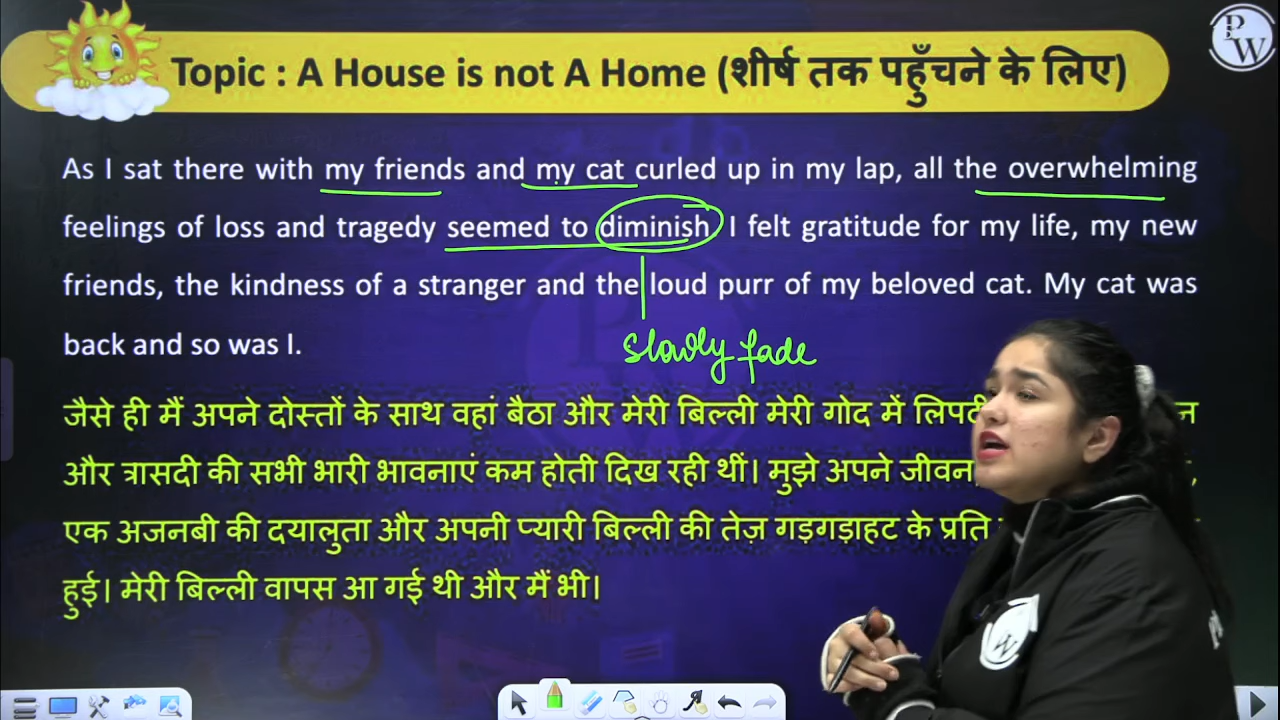 Topic : A House is not A Home (शीर्ष तक पहुँचने के लिए)
PW
As I sat there with my friends and my cat curled up in my lap, all the overwhelming
feelings of loss and tragedy seemed to diminish I felt gratitude for my life, my new
friends, the kindness of a stranger and the loud purr of my beloved cat. My cat was
back and so was I.
slowly fade
जैसे ही मैं अपने दोस्तों के साथ वहां बैठा और मेरी बिल्ली मेरी गोद में
और त्रासदी की सभी भारी भावनाएं कम होती दिख रही थीं। मुझे अपने जीवन
एक अजनबी की दयालुता और अपनी प्यारी बिल्ली की तेज़ गड़गड़ाहट के प्रति
हुई। मेरी बिल्ली वापस आ गई थी और मैं भी।
PW